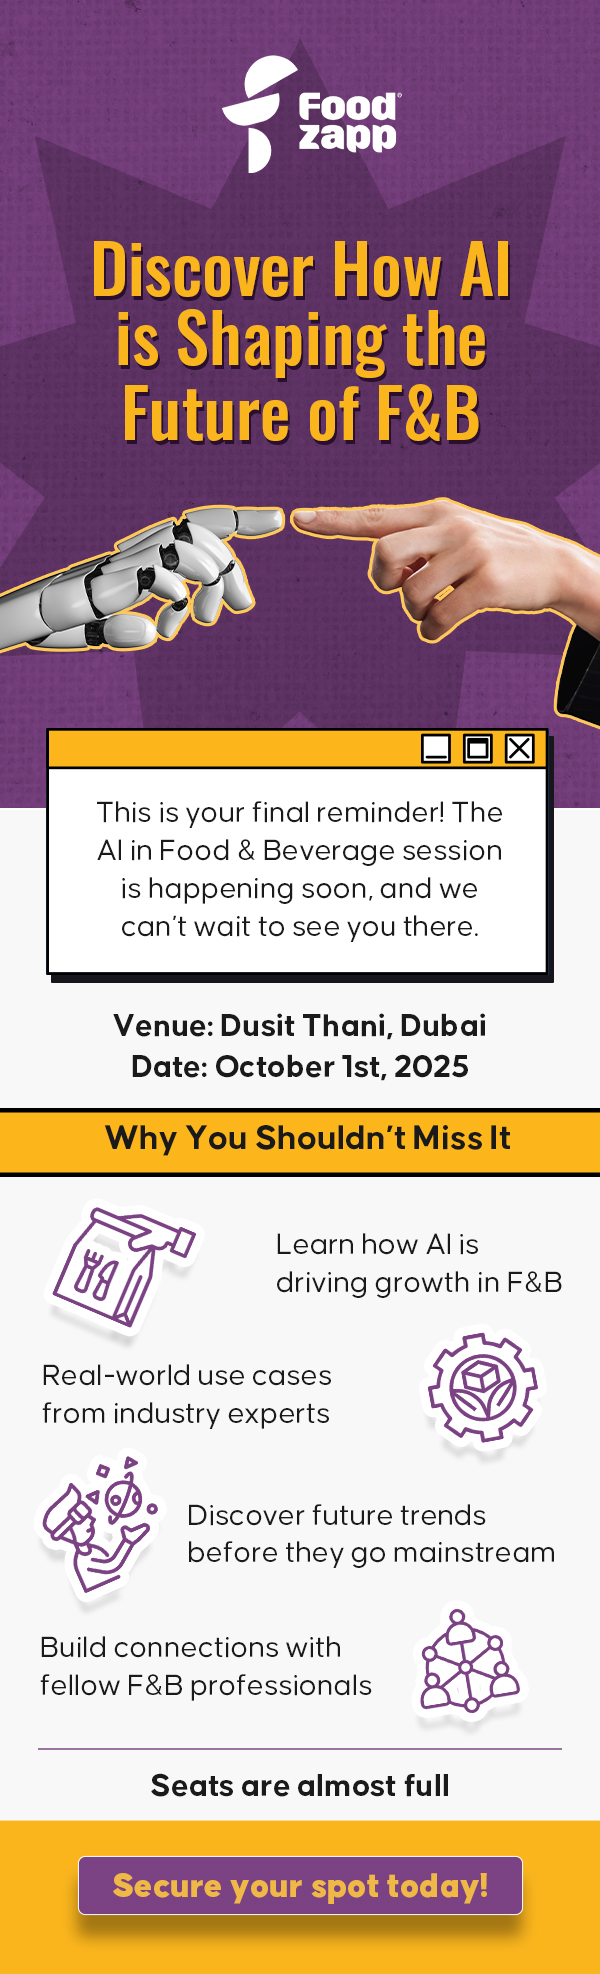 Food
zapp
Discover How AI
is Shaping the
Future of F&B
This is your final reminder! The
AI in Food & Beverage session
is happening soon, and we
can't wait to see you there.
Venue: Dusit Thani, Dubai
Date: October 1st, 2025
Why You Shouldn't Miss It
Learn how AI is
driving growth in F&B
Real-world use cases
from industry experts
Discover future trends
before they go mainstream
Build connections with
fellow F&B professionals
Seats are almost full
Secure your spot today!